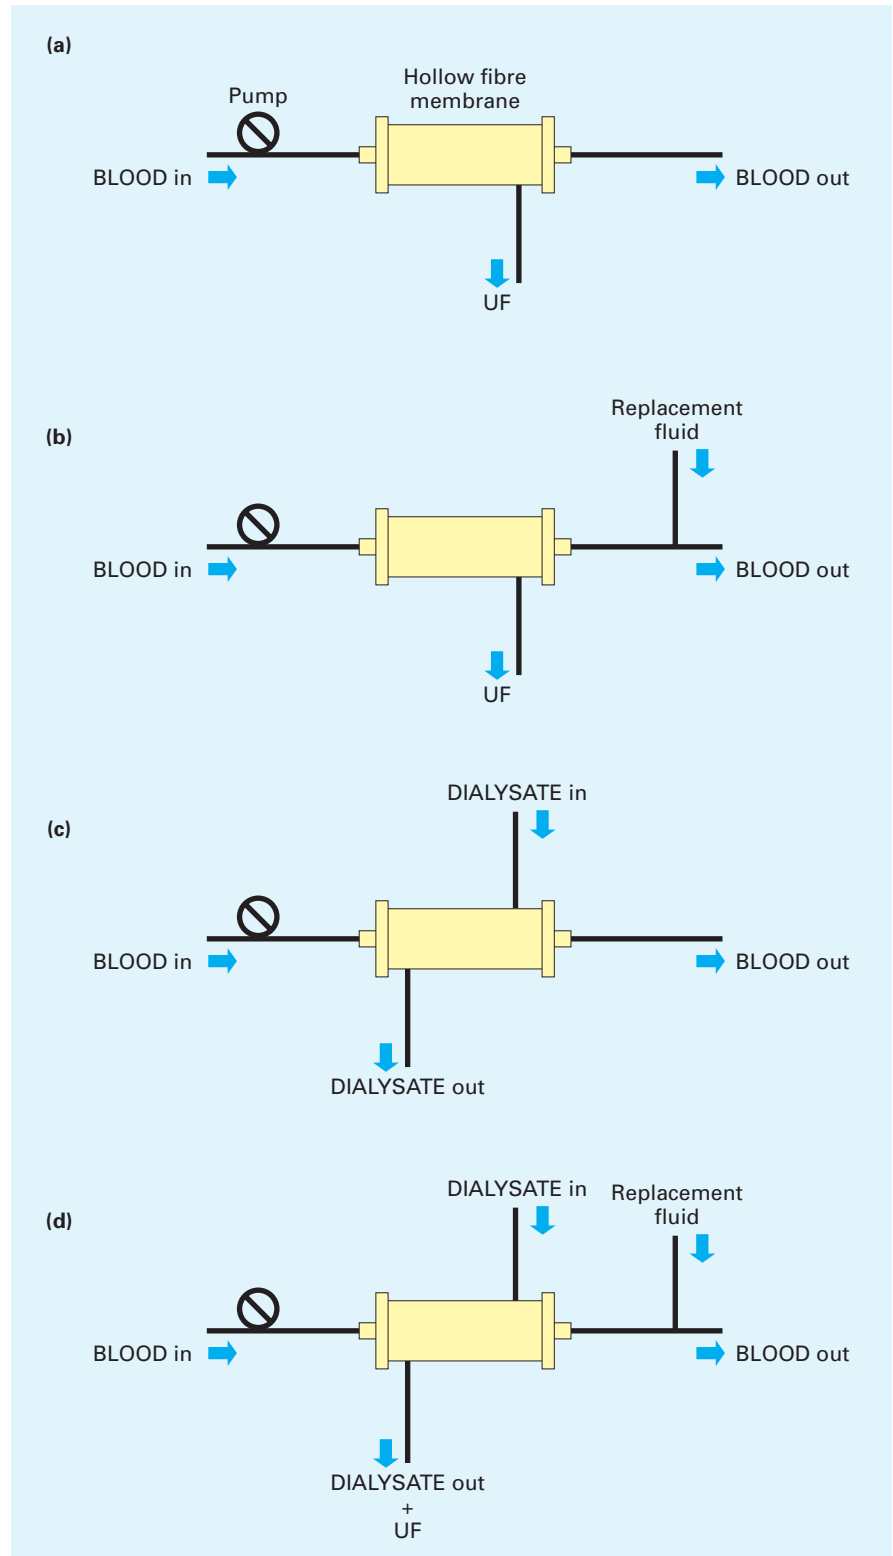 (a)
Hollow fibre
membrane
Pump
BLOOD in
BLOOD out
UF
Replacement
fluid
(b)
BLOOD in
BLOOD out
UF
DIALYSATE in
(c)
BLOOD in
BLOOD out
DIALYSATE out
DIALYSATE in
Replacement
fluid
(d)
BLOOD in
BLOOD out
DIALYSATE out
+
UF